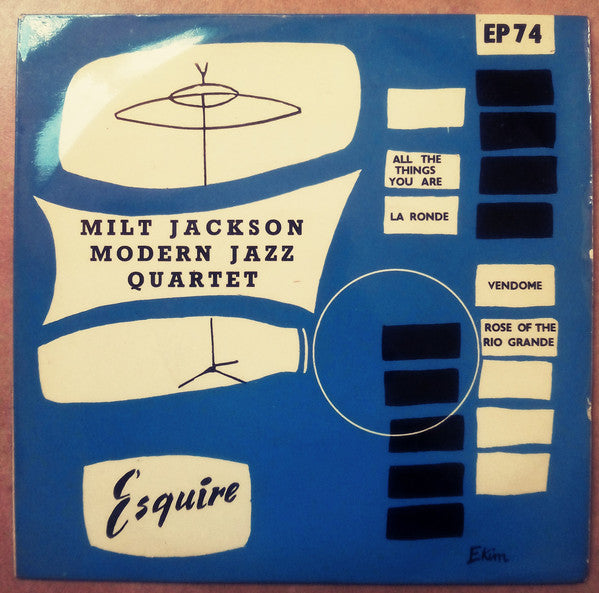 EP74
MILT JACKSON
MODERN JAZZ
QUARTET
ALL THE
THINGS
YOU ARE
LA RONDE
VENDOME
ROSE OF THE
RIO GRANDE
Esquire
Ekim